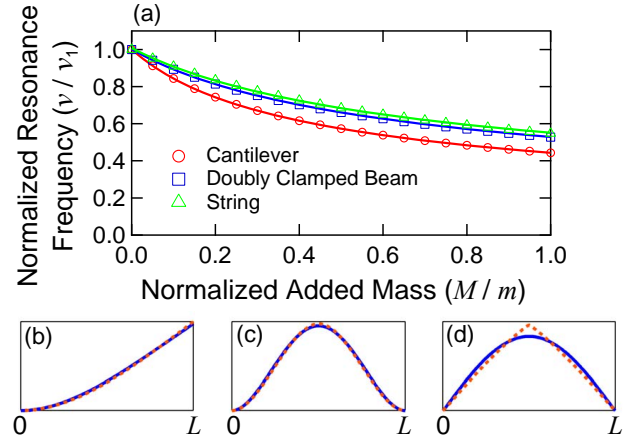 (a)
Normalized Resonance
Frequency (ν / ν₁)
1.0
0.8
0.6
0.4
0.2
0.0
Cantilever
Doubly Clamped Beam
String
0.0 0.2 0.4 0.6 0.8 1.0
Normalized Added Mass (M / m)
(b) (c) (d)
0 L 0 L 0 L